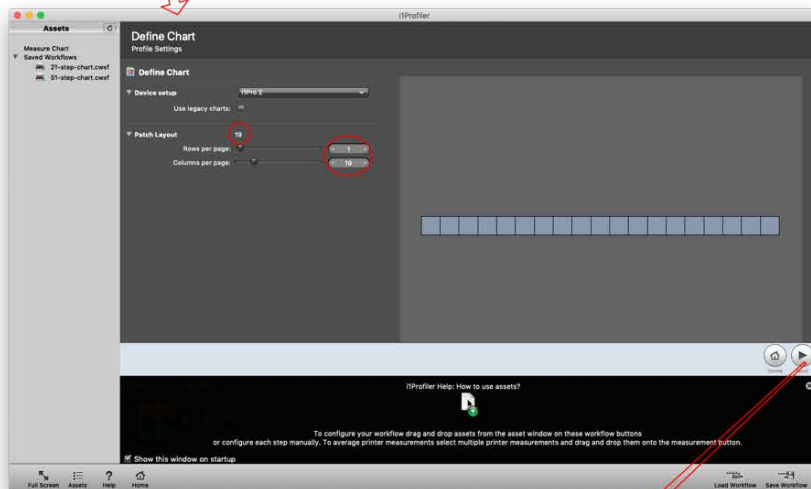 i1Profiler
Assets
Measure Chart
Saved Workflows
21-step-chart.cwxf
51-step-chart.cwxf
Define Chart
Profile Settings
Define Chart
Device setup i1Pro 2
Use legacy charts:
Patch Layout 19
Rows per page: 1
Columns per page: 19
Home
i1Profiler Help: How to use assets?
To configure your workflow drag and drop assets from the asset window on these workflow buttons
or configure each step manually. To average printer measurements select multiple printer measurements and drag and drop them onto the measurement button.
Show this window on startup
Full Screen Assets Help Home Load Workflow Save Workflow